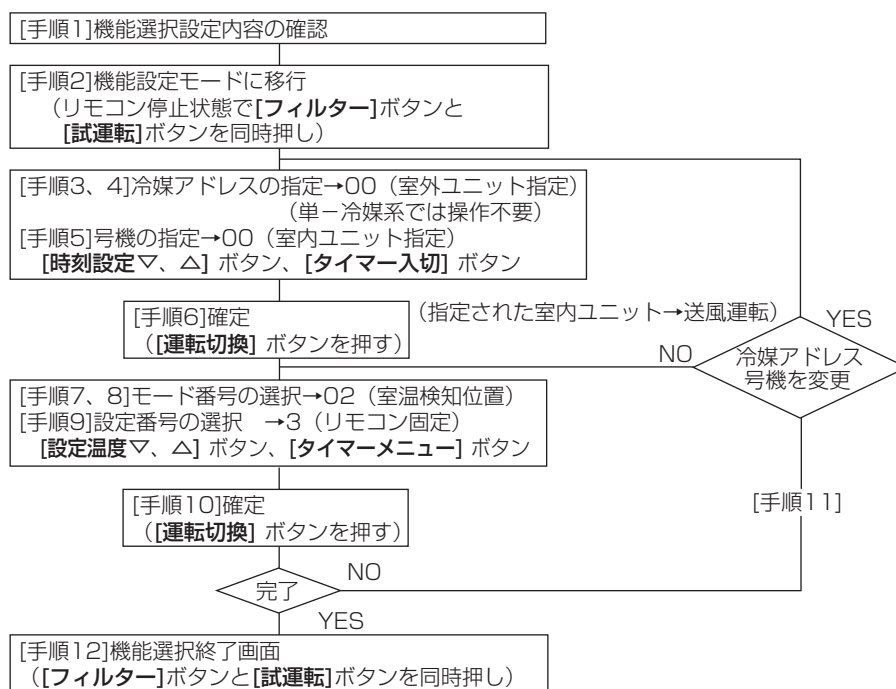 [手順1]機能選択設定内容の確認
[手順2]機能設定モードに移行
（リモコン停止状態で[フィルター]ボタンと
[試運転]ボタンを同時押し）
[手順3、4]冷媒アドレスの指定→00（室外ユニット指定）
（単－冷媒系では操作不要）
[手順5]号機の指定→00（室内ユニット指定）
[時刻設定▽、△] ボタン、[タイマー入切] ボタン
[手順6]確定
（[運転切換] ボタンを押す）
（指定された室内ユニット→送風運転）
YES
NO
冷媒アドレス
号機を変更
[手順7、8]モード番号の選択→02（室温検知位置）
[手順9]設定番号の選択　→3（リモコン固定）
[設定温度▽、△] ボタン、[タイマーメニュー] ボタン
[手順10]確定
（[運転切換] ボタンを押す）
[手順11]
完了
NO
YES
[手順12]機能選択終了画面
（[フィルター]ボタンと[試運転]ボタンを同時押し）